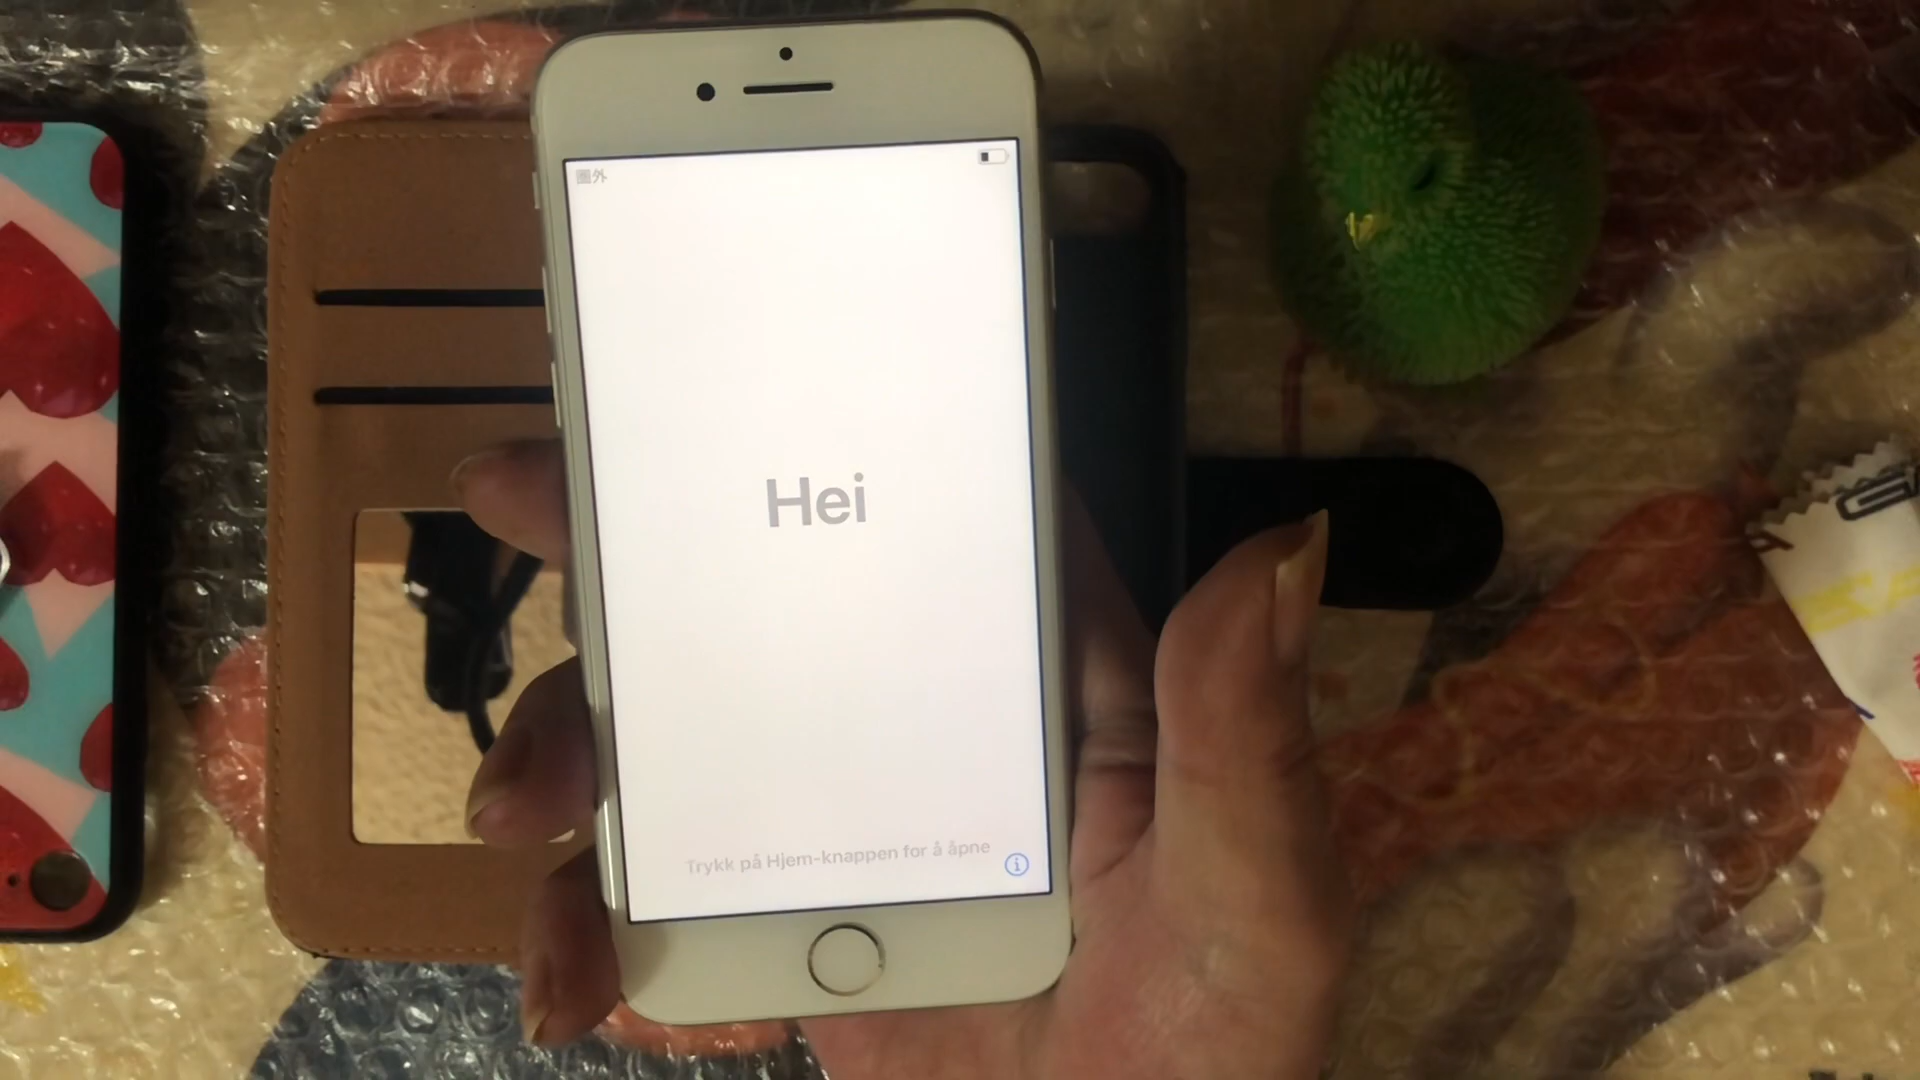 圏外
Hei
Trykk på Hjem-knappen for å åpne